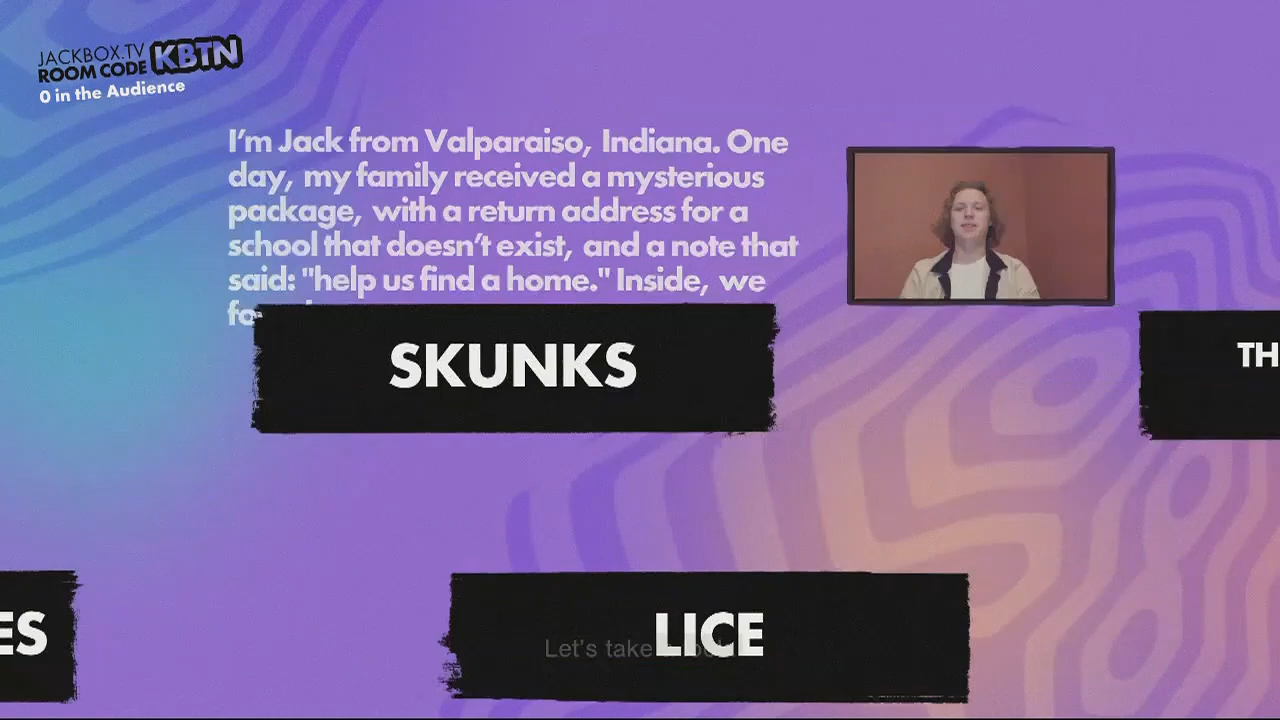 JACKBOX.TV
ROOM CODE KBTN
0 in the Audience
I'm Jack from Valparaiso, Indiana. One
day, my family received a mysterious
package, with a return address for a
school that doesn't exist, and a note that
said: "help us find a home." Inside, we
SKUNKS
LICE
Let's take